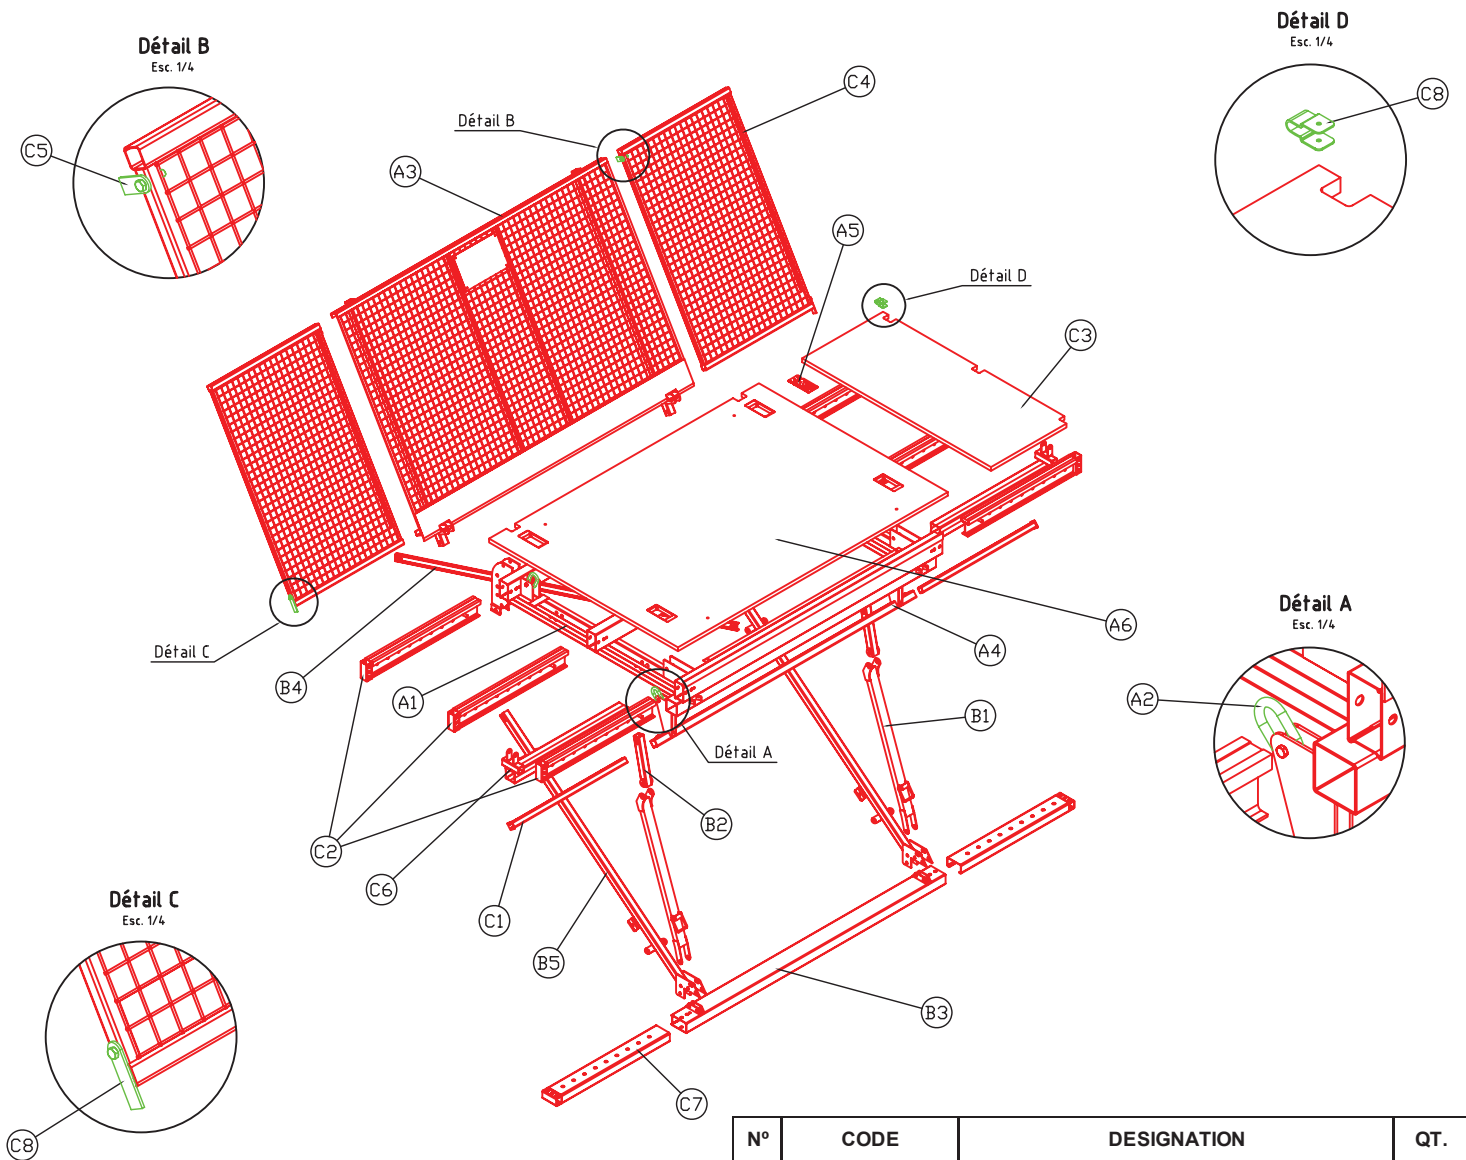 Détail B
Esc. 1/4
C5
Détail D
Esc. 1/4
C8
C4
Détail B
A3
A5
Détail D
C3
Détail C
B4
A1
A6
A4
Détail A
Esc. 1/4
A2
B1
Détail A
B2
C2
C6
C1
B5
B3
C7
Détail C
Esc. 1/4
C8
Nº CODE DESIGNATION QT.